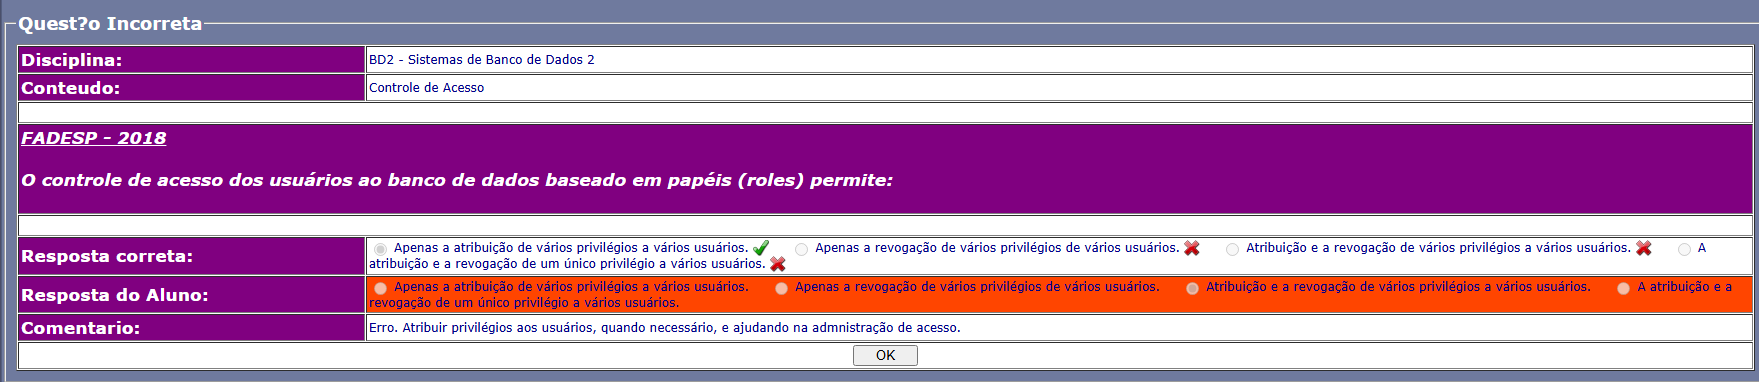 Quest?o Incorreta
Disciplina: BD2 - Sistemas de Banco de Dados 2
Conteudo: Controle de Acesso
FADESP - 2018
O controle de acesso dos usuários ao banco de dados baseado em papéis (roles) permite:
Resposta correta: Apenas a atribuição de vários privilégios a vários usuários. Apenas a revogação de vários privilégios de vários usuários. Atribuição e a revogação de vários privilégios a vários usuários. A
atribuição e a revogação de um único privilégio a vários usuários.
Resposta do Aluno: Apenas a atribuição de vários privilégios a vários usuários. Apenas a revogação de vários privilégios de vários usuários. Atribuição e a revogação de vários privilégios a vários usuários. A atribuição e a
revogação de um único privilégio a vários usuários.
Comentario: Erro. Atribuir privilégios aos usuários, quando necessário, e ajudando na admnistração de acesso.
OK